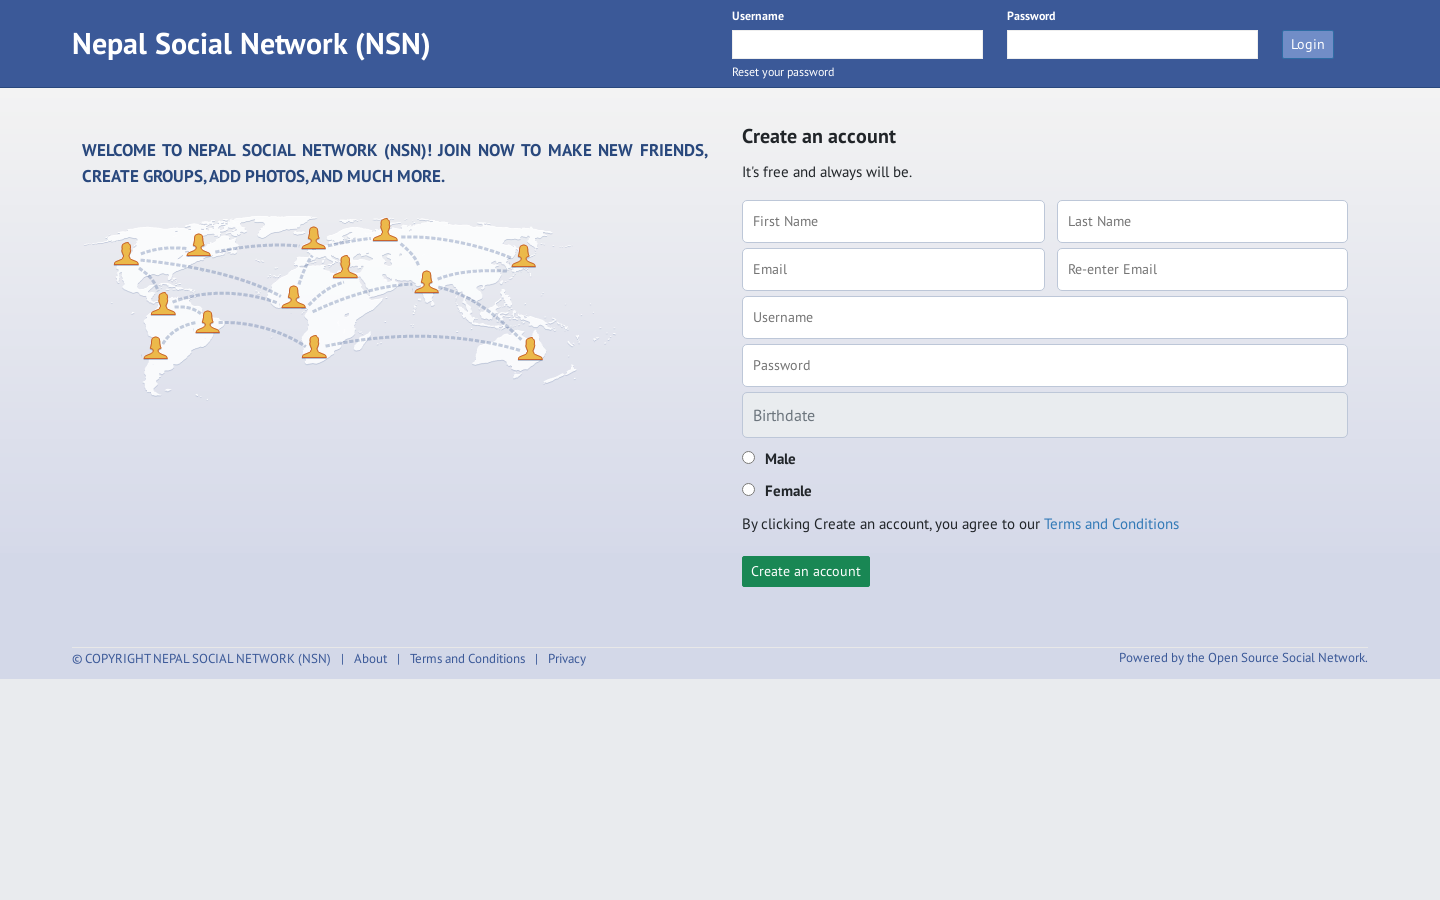 Nepal Social Network (NSN)
Username
Password
Login
Reset your password
WELCOME TO NEPAL SOCIAL NETWORK (NSN)! JOIN NOW TO MAKE NEW FRIENDS,
CREATE GROUPS, ADD PHOTOS, AND MUCH MORE.
Create an account
It's free and always will be.
First Name
Last Name
Email
Re-enter Email
Username
Password
Birthdate
Male
Female
By clicking Create an account, you agree to our Terms and Conditions
Create an account
© COPYRIGHT NEPAL SOCIAL NETWORK (NSN) | About | Terms and Conditions | Privacy
Powered by the Open Source Social Network.